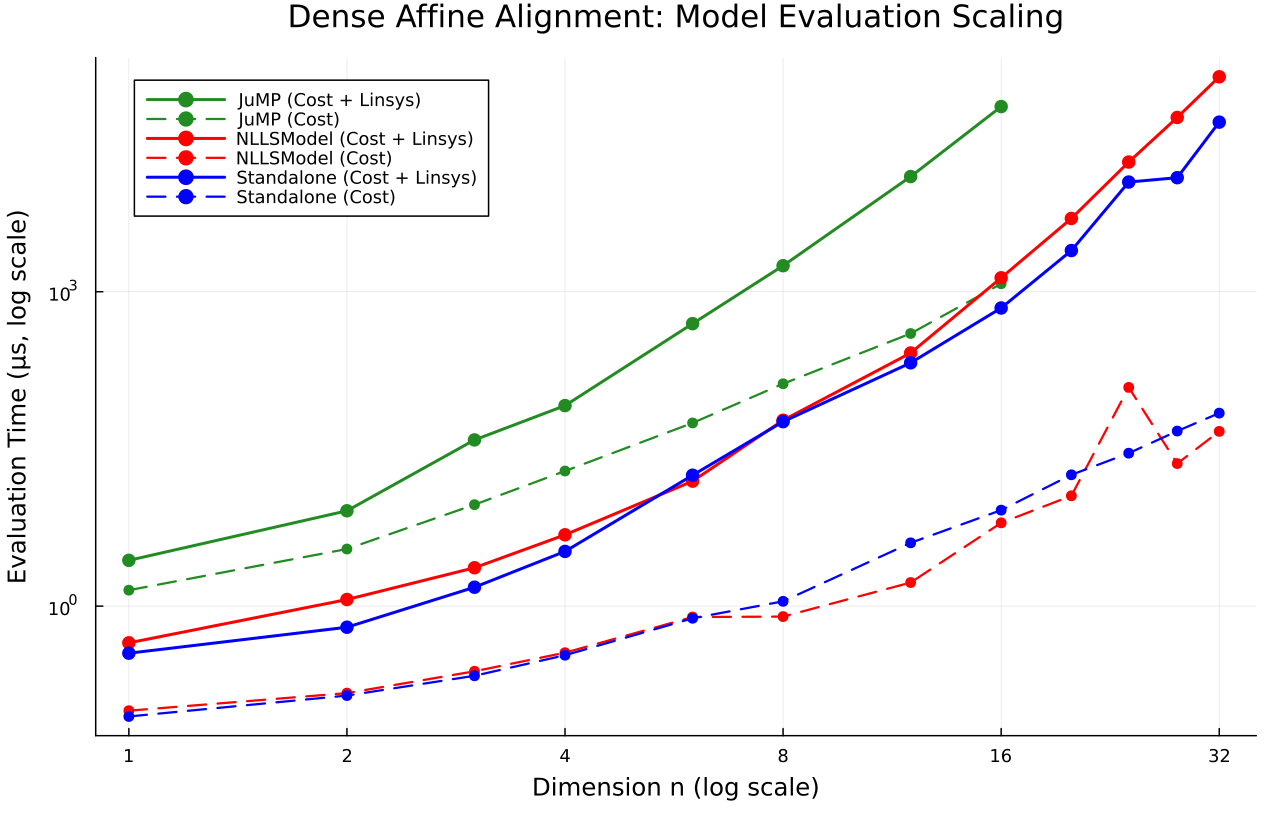 Dense Affine Alignment: Model Evaluation Scaling
JuMP (Cost + Linsys)
JuMP (Cost)
NLLSModel (Cost + Linsys)
NLLSModel (Cost)
Standalone (Cost + Linsys)
Standalone (Cost)
Evaluation Time (μs, log scale)
10³
10⁰
1 2 4 8 16 32
Dimension n (log scale)